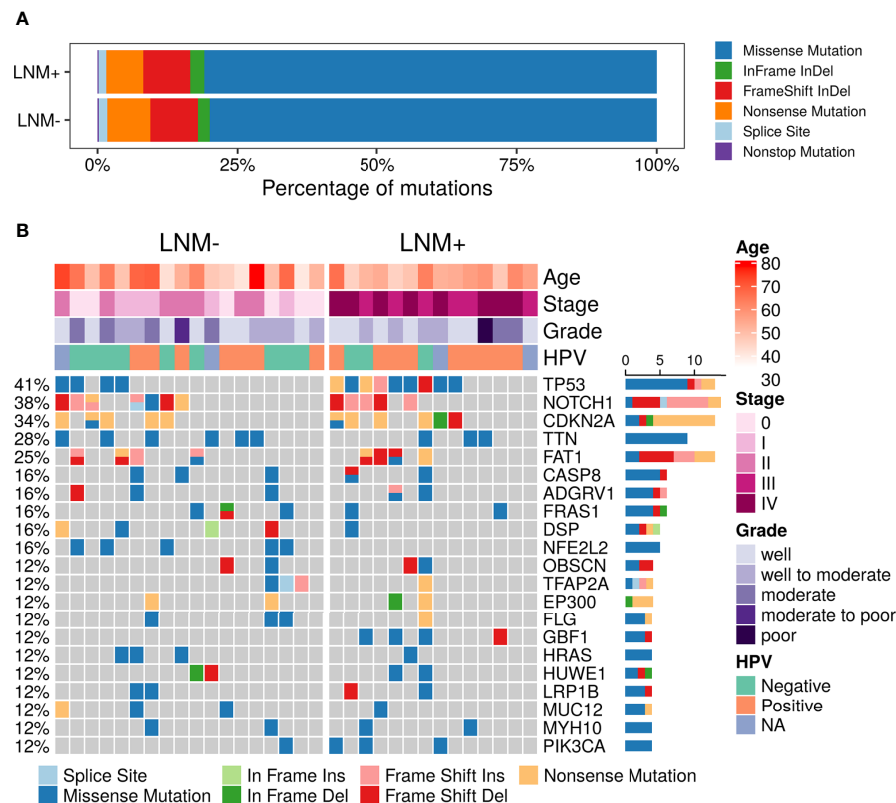 A
LNM+
LNM-
0% 25% 50% 75% 100%
Percentage of mutations
Missense Mutation
InFrame InDel
FrameShift InDel
Nonsense Mutation
Splice Site
Nonstop Mutation
B
LNM- LNM+
Age
Stage
Grade
HPV
0 5 10
41% TP53
38% NOTCH1
34% CDKN2A
28% TTN
25% FAT1
16% CASP8
16% ADGRV1
16% FRAS1
16% DSP
16% NFE2L2
12% OBSCN
12% TFAP2A
12% EP300
12% FLG
12% GBF1
12% HRAS
12% HUWE1
12% LRP1B
12% MUC12
12% MYH10
12% PIK3CA
Age
80
70
60
50
40
30
Stage
0
I
II
III
IV
Grade
well
well to moderate
moderate
moderate to poor
poor
HPV
Negative
Positive
NA
Splice Site In Frame Ins Frame Shift Ins Nonsense Mutation
Missense Mutation In Frame Del Frame Shift Del